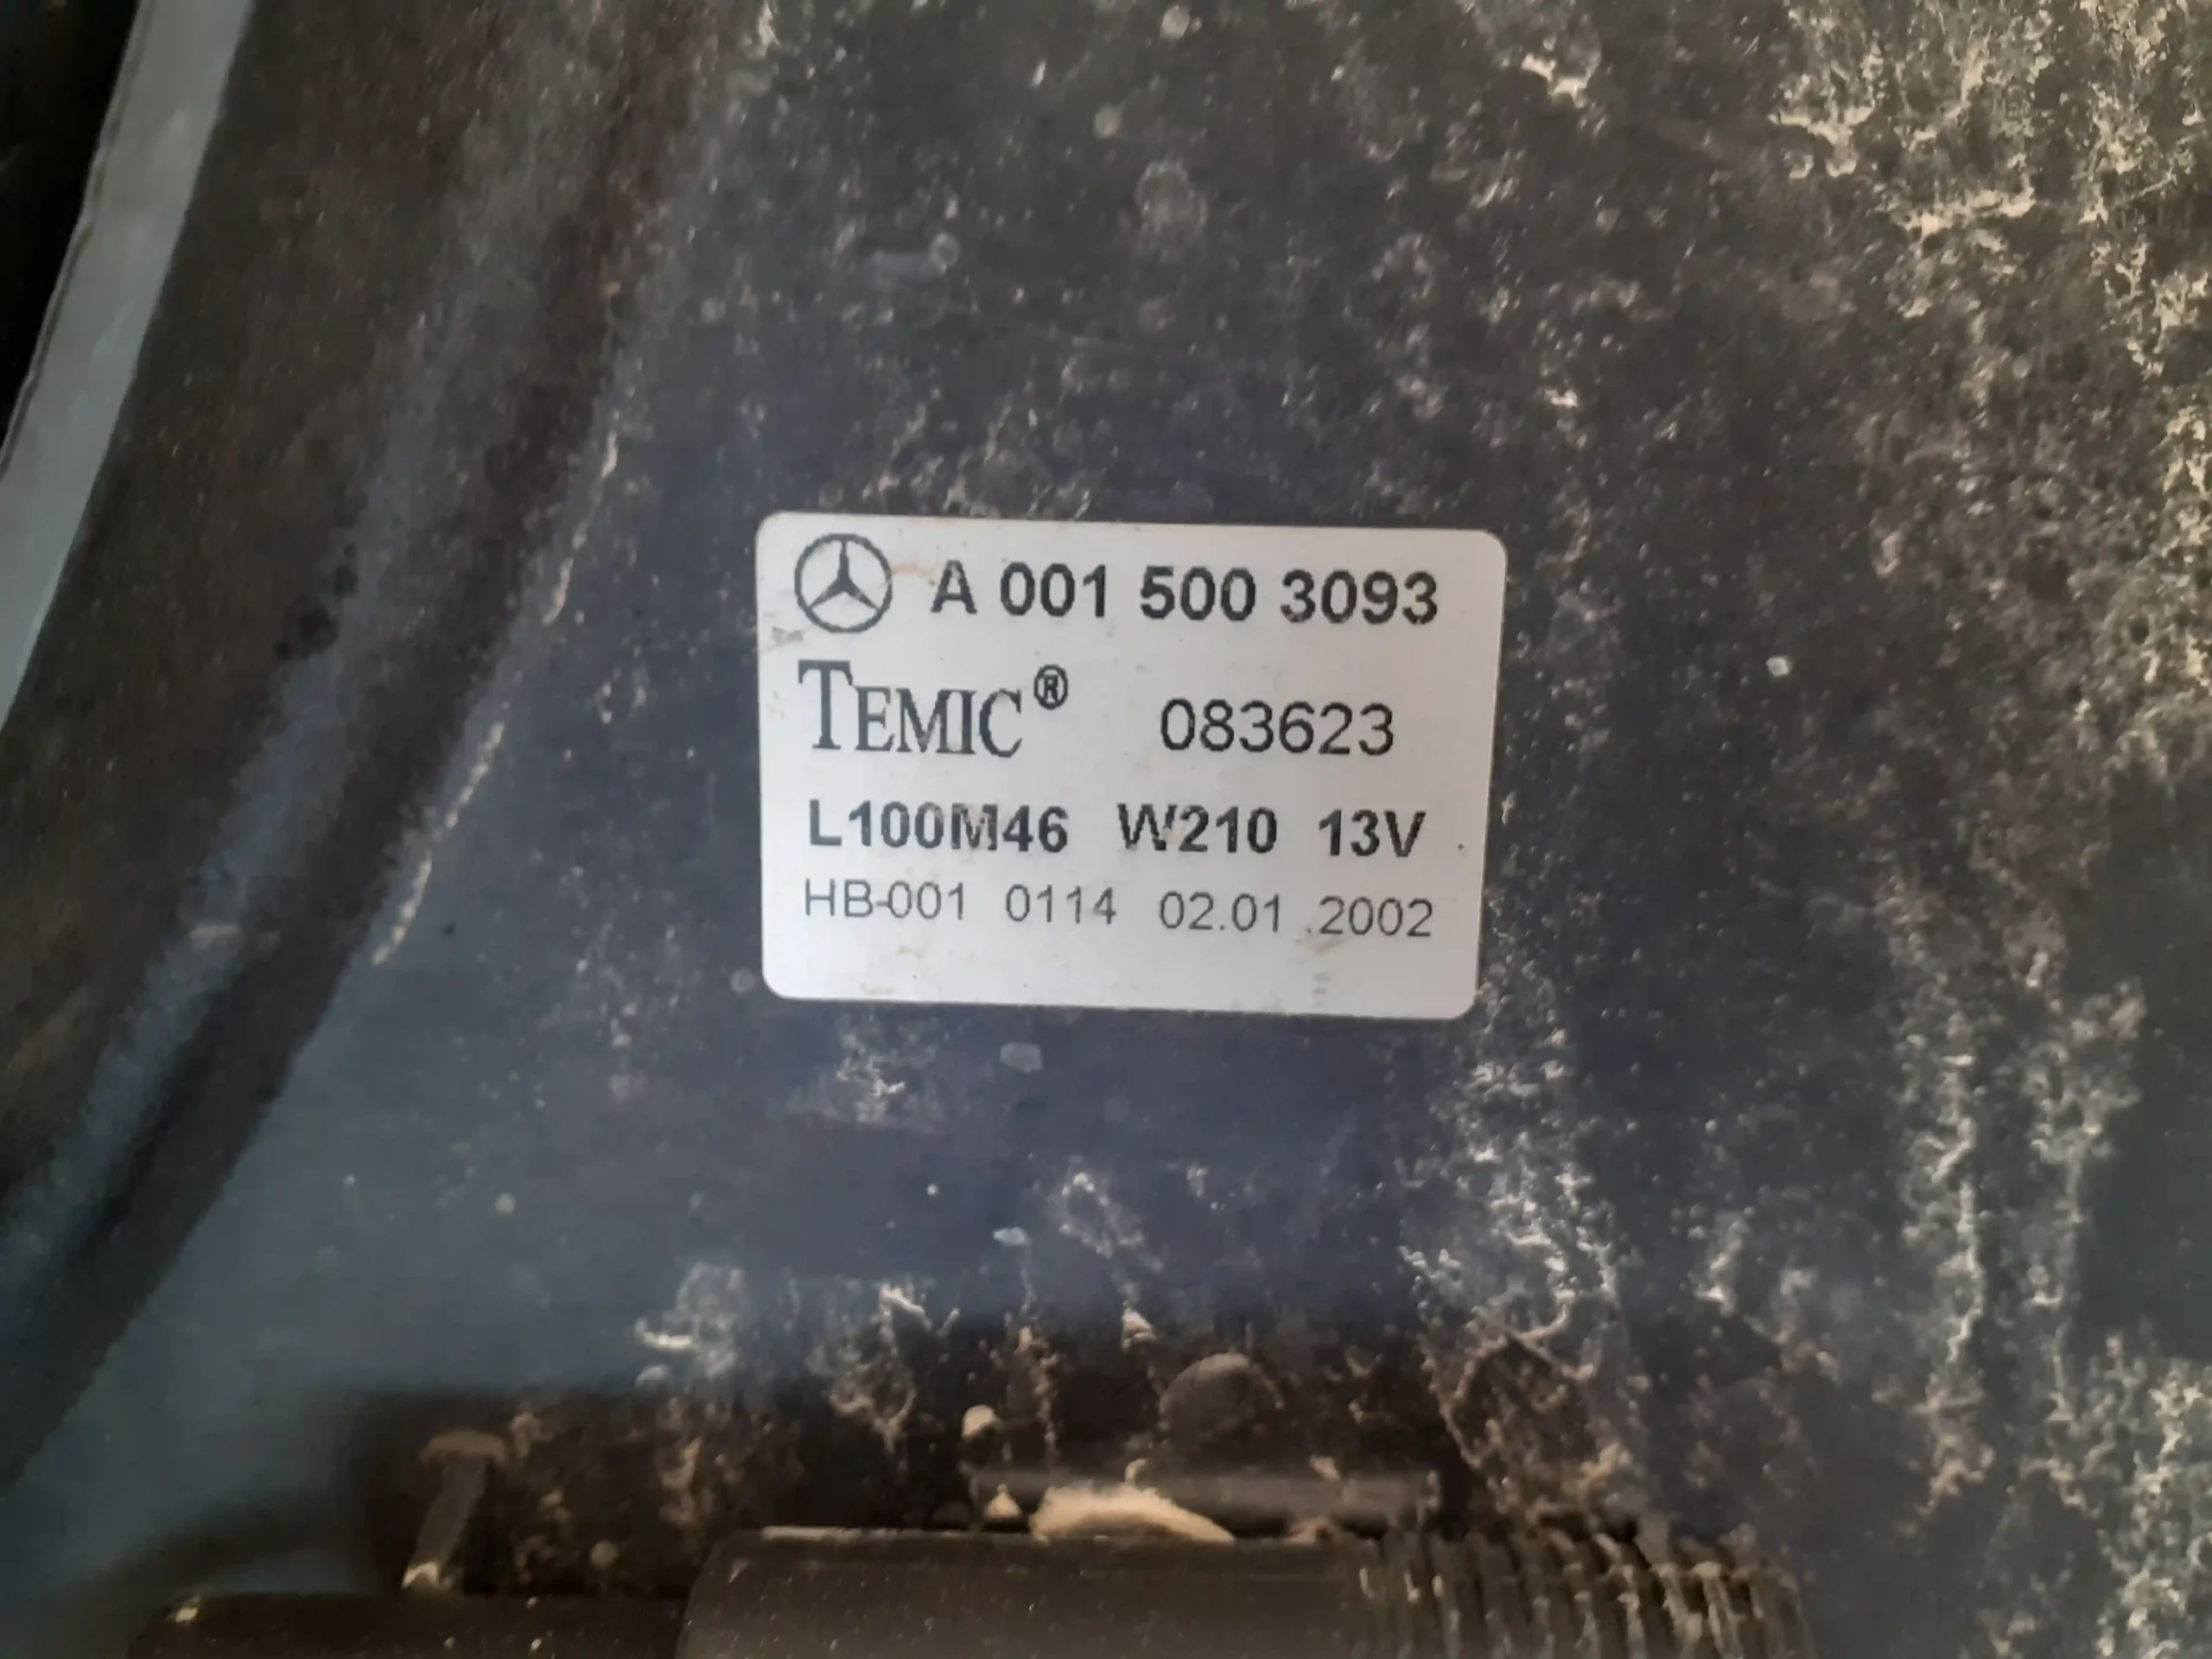 A 001 500 3093
TEMIC® 083623
L100M46 W210 13V
HB-001 0114 02.01.2002